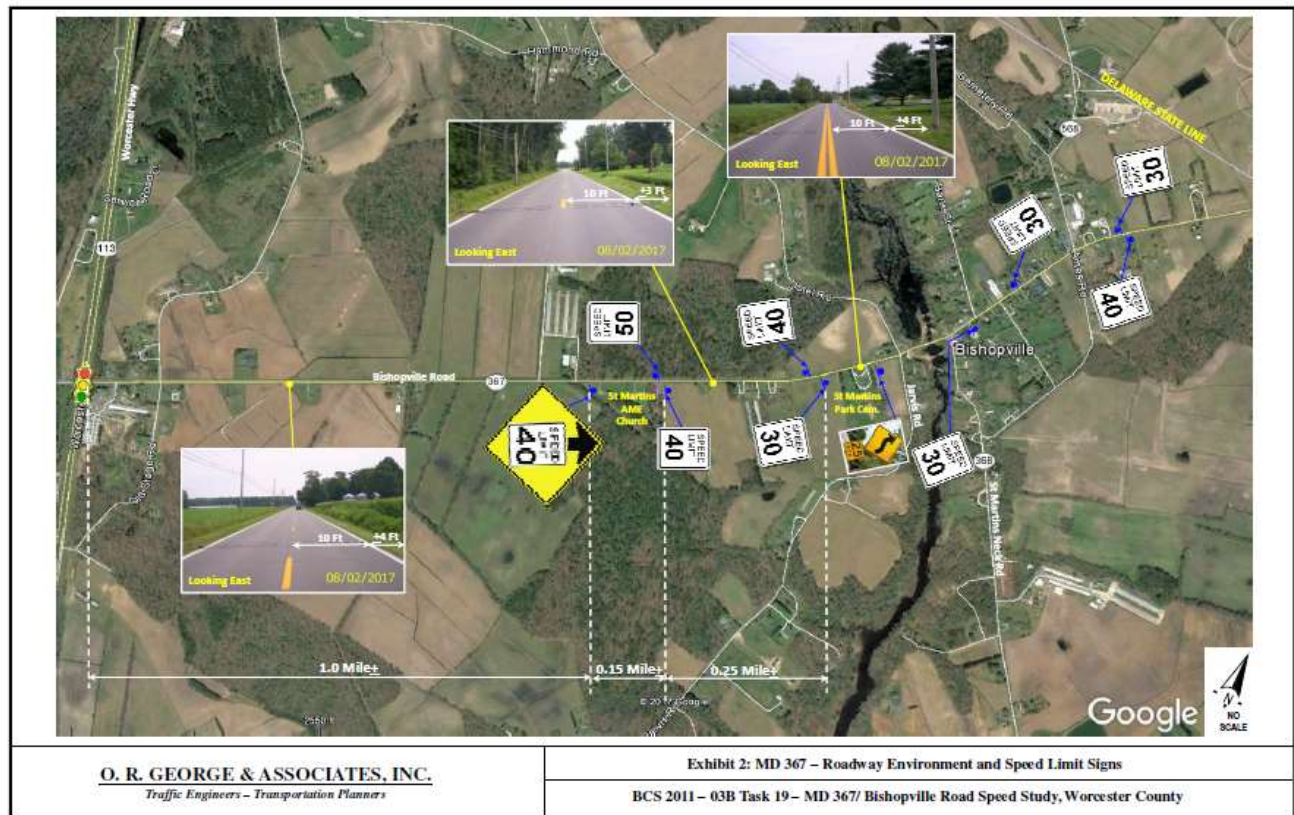 Hammond Rd
Worcester Hwy
113
Looking East
08/02/2017
10 Ft
±3 Ft
Looking East
08/02/2017
10 Ft
±4 Ft
Cemetery Rd
568
DELAWARE STATE LINE
SPEED LIMIT 30
SPEED LIMIT 30
SPEED LIMIT 40
SPEED LIMIT 50
SPEED LIMIT 40
Bishopville
Bishopville Road
367
St Martins
AME
Church
SPEED LIMIT 40
SPEED LIMIT 40
SPEED LIMIT 30
St Martins
Park Cem.
Jarvis Rd
25
SPEED LIMIT 30
368
St Martins Neck Rd
Looking East
08/02/2017
10 Ft
±4 Ft
1.0 Mile±
0.15 Mile±
0.25 Mile±
Google
N
NO
SCALE
O. R. GEORGE & ASSOCIATES, INC.
Traffic Engineers – Transportation Planners
Exhibit 2: MD 367 – Roadway Environment and Speed Limit Signs
BCS 2011 – 03B Task 19 – MD 367/ Bishopville Road Speed Study, Worcester County